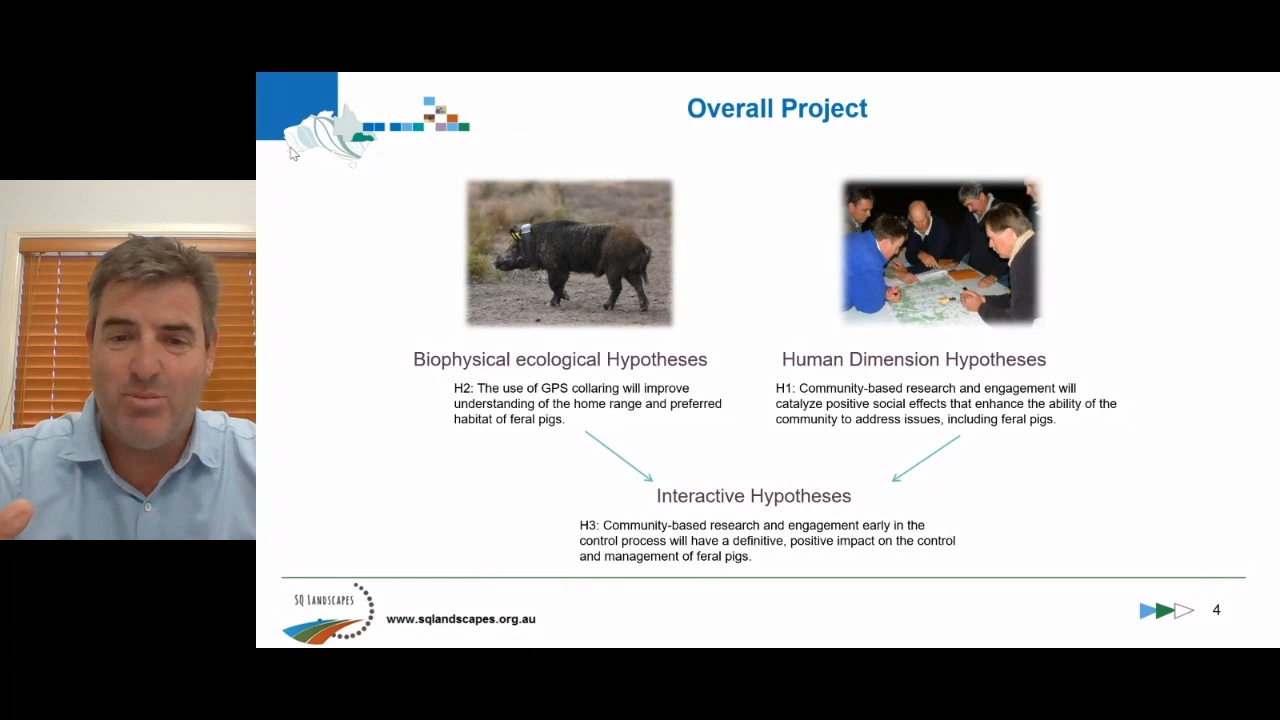 Overall Project
Biophysical ecological Hypotheses
H2: The use of GPS collaring will improve
understanding of the home range and preferred
habitat of feral pigs.
Human Dimension Hypotheses
H1: Community-based research and engagement will
catalyze positive social effects that enhance the ability of the
community to address issues, including feral pigs.
Interactive Hypotheses
H3: Community-based research and engagement early in the
control process will have a definitive, positive impact on the control
and management of feral pigs.
SQ LANDSCAPES
www.sqlandscapes.org.au
4